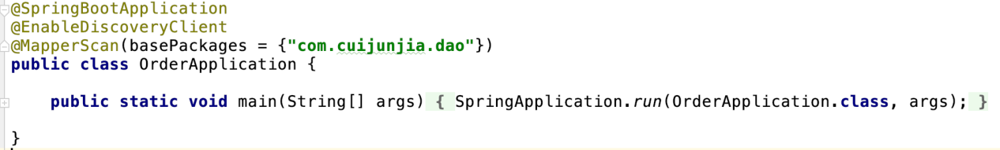 @SpringBootApplication
@EnableDiscoveryClient
@MapperScan(basePackages = {"com.cuijunjia.dao"})
public class OrderApplication {
public static void main(String[] args) { SpringApplication.run(OrderApplication.class, args); }
}